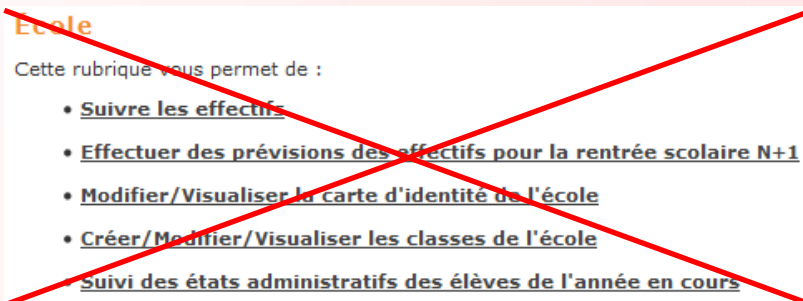 École
Cette rubrique vous permet de :
• Suivre les effectifs
• Effectuer des prévisions des effectifs pour la rentrée scolaire N+1
• Modifier/Visualiser la carte d'identité de l'école
• Créer/Modifier/Visualiser les classes de l'école
• Suivi des états administratifs des élèves de l'année en cours